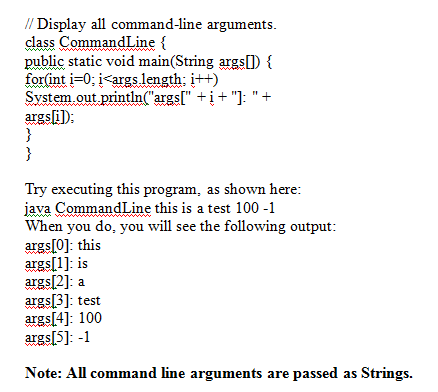 // Display all command-line arguments.
class CommandLine {
public static void main(String args[]) {
for(int i=0; i<args.length; i++)
System.out.println("args[" + i + "]: " +
args[i]);
}
}
Try executing this program, as shown here:
java CommandLine this is a test 100 -1
When you do, you will see the following output:
args[0]: this
args[1]: is
args[2]: a
args[3]: test
args[4]: 100
args[5]: -1
Note: All command line arguments are passed as Strings.